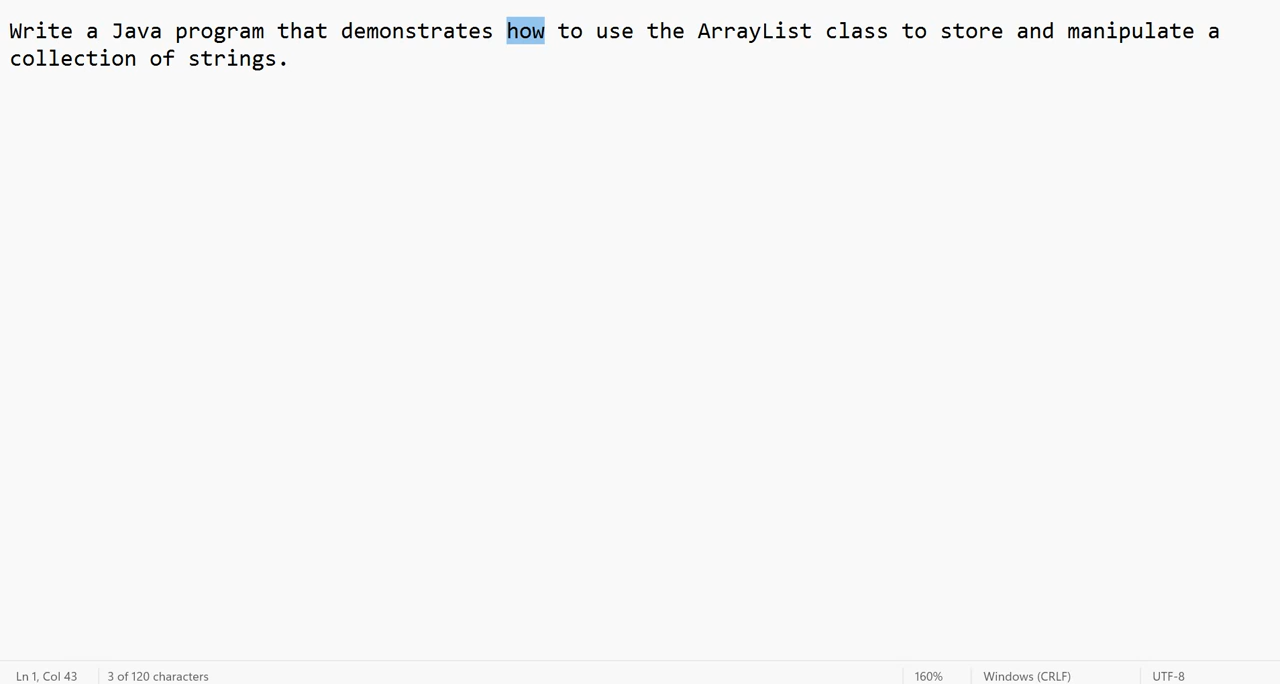 Write a Java program that demonstrates how to use the ArrayList class to store and manipulate a
collection of strings.
Ln 1, Col 43 3 of 120 characters 160% Windows (CRLF) UTF-8